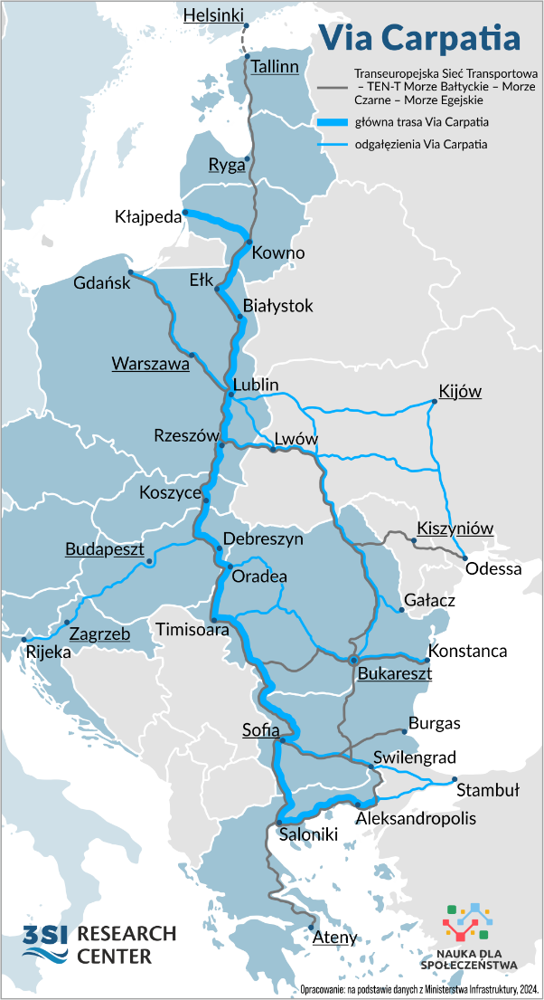 Helsinki
Via Carpatia
Tallinn
Transeuropejska Sieć Transportowa
– TEN-T Morze Bałtyckie – Morze
Czarne – Morze Egejskie
główna trasa Via Carpatia
odgałęzienia Via Carpatia
Ryga
Kłajpeda
Kowno
Gdańsk
Ełk
Białystok
Warszawa
Lublin
Kijów
Rzeszów
Lwów
Koszyce
Kiszyniów
Debreszyn
Budapeszt
Odessa
Oradea
Gałacz
Zagrzeb
Timisoara
Rijeka
Konstanca
Bukareszt
Sofia
Burgas
Swilengrad
Stambuł
Aleksandropolis
Saloniki
Ateny
3SI RESEARCH
CENTER
NAUKA DLA
SPOŁECZEŃSTWA
Opracowanie: na podstawie danych z Ministerstwa Infrastruktury, 2024.